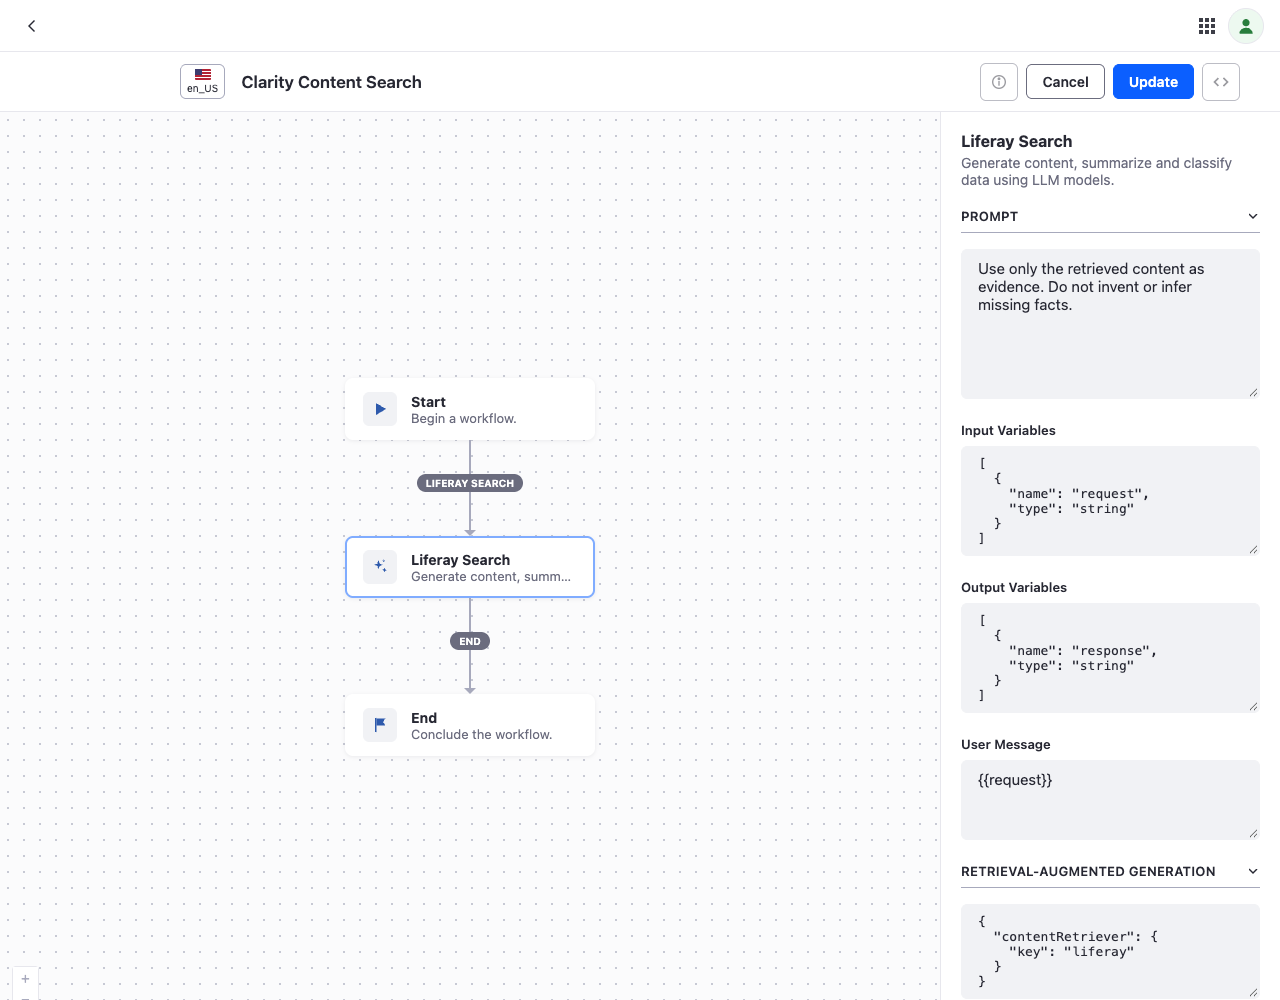 en_US
Clarity Content Search
Cancel
Update
Start
Begin a workflow.
LIFERAY SEARCH
Liferay Search
Generate content, summ...
END
End
Conclude the workflow.
Liferay Search
Generate content, summarize and classify
data using LLM models.
PROMPT
Use only the retrieved content as
evidence. Do not invent or infer
missing facts.
Input Variables
[
  {
    "name": "request",
    "type": "string"
  }
]
Output Variables
[
  {
    "name": "response",
    "type": "string"
  }
]
User Message
{{request}}
RETRIEVAL-AUGMENTED GENERATION
{
  "contentRetriever": {
    "key": "liferay"
  }
}